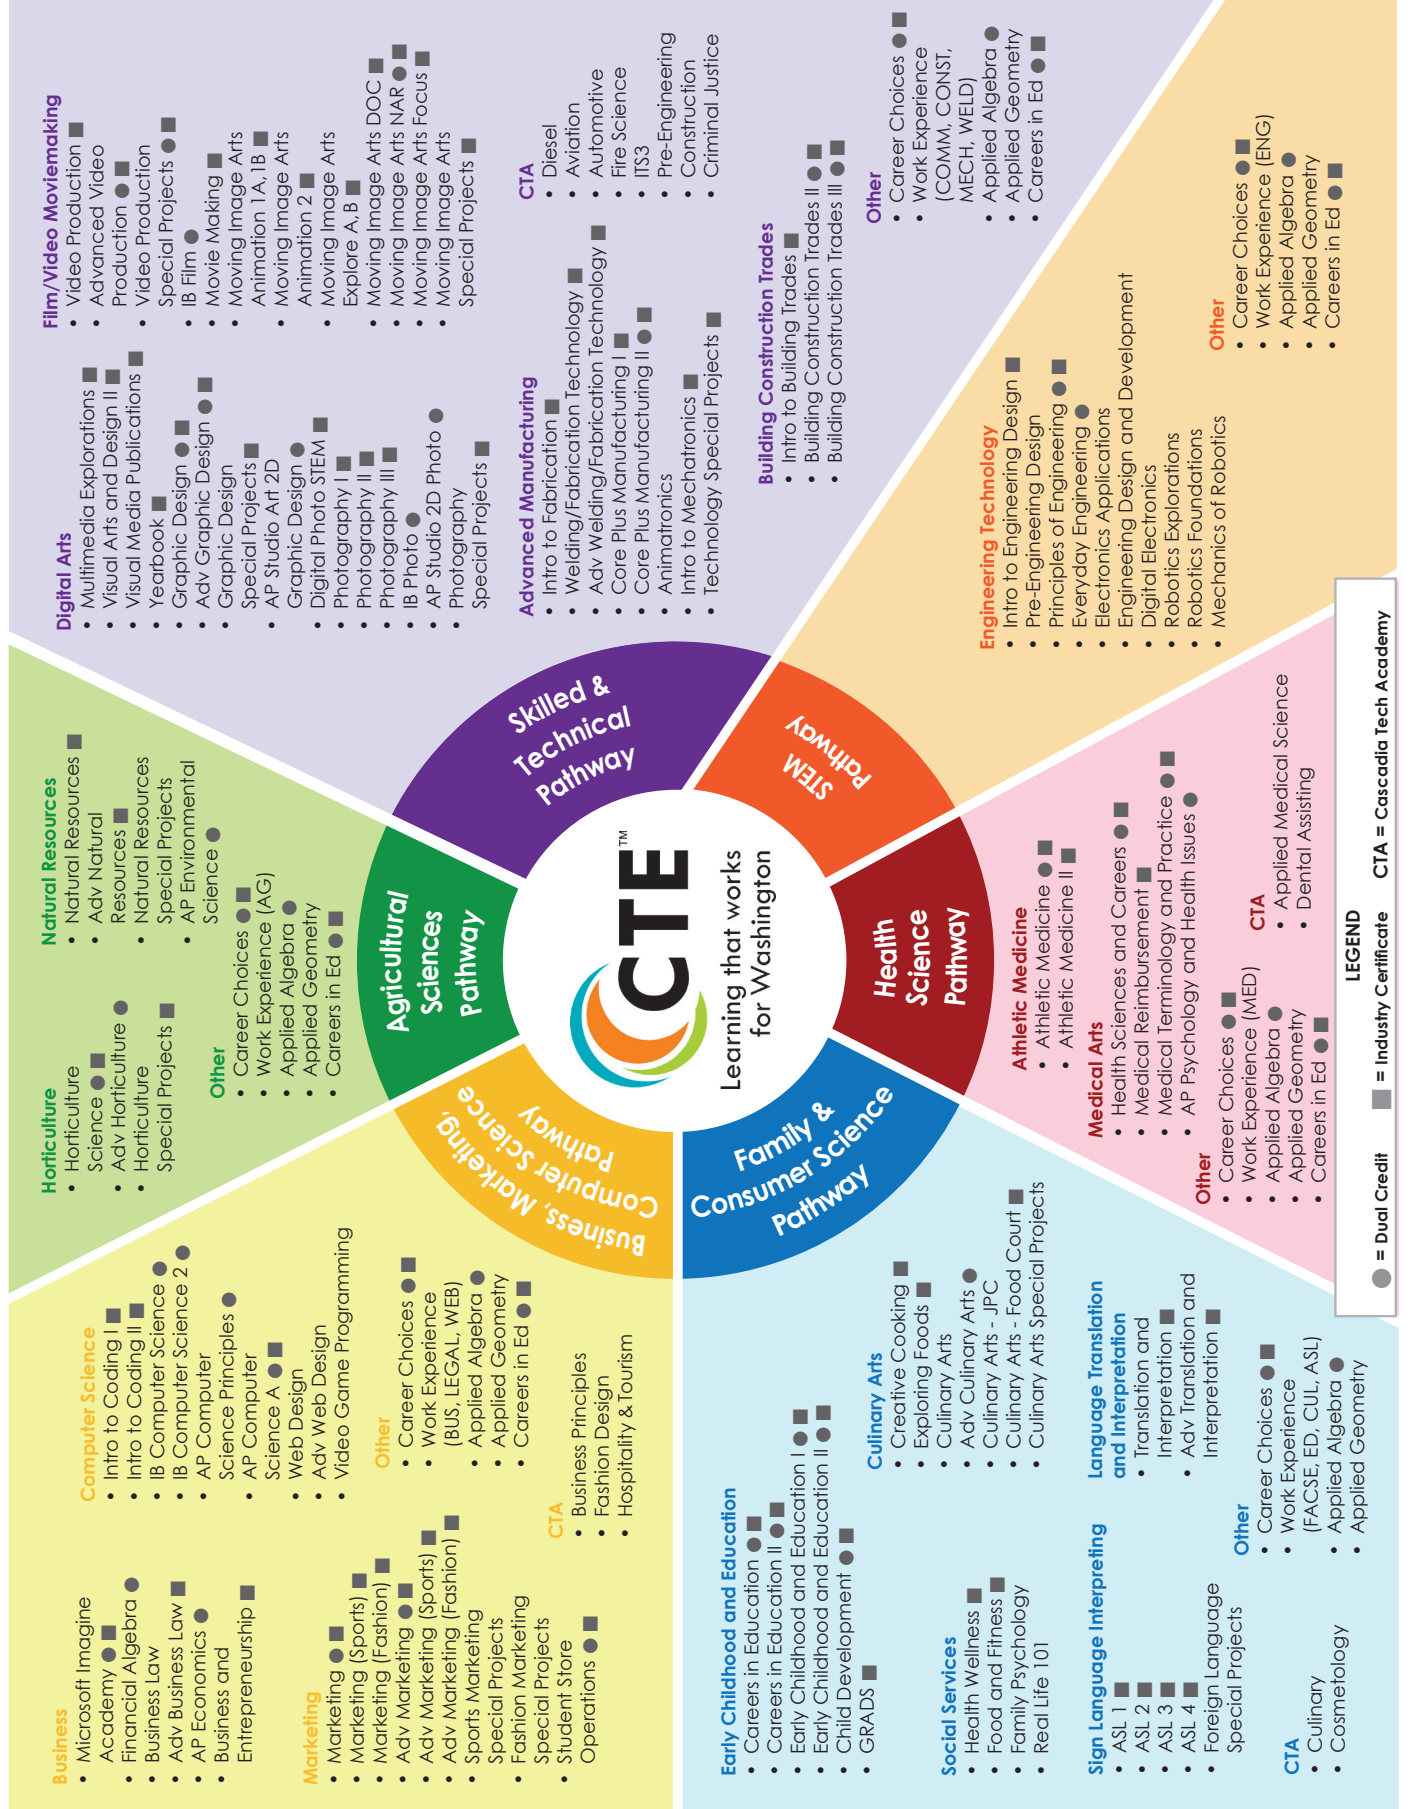 Business
• Microsoft Imagine
Academy ● ■
• Financial Algebra ●
• Business Law
• Adv Business Law ■
• AP Economics ●
• Business and
Entrepreneurship ■
Marketing
• Marketing ● ■
• Marketing (Sports) ■
• Marketing (Fashion) ■
• Adv Marketing ● ■
• Adv Marketing (Sports) ■
• Adv Marketing (Fashion) ■
• Sports Marketing
Special Projects
• Fashion Marketing
Special Projects
• Student Store
Operations ● ■
Computer Science
• Intro to Coding I ■
• Intro to Coding II ■
• IB Computer Science ●
• IB Computer Science 2 ●
• AP Computer
Science Principles ●
• AP Computer
Science A ● ■
• Web Design
• Adv Web Design
• Video Game Programming
Other
• Career Choices ● ■
• Work Experience
(BUS, LEGAL, WEB)
• Applied Algebra ●
• Applied Geometry
• Careers in Ed ● ■
CTA
• Business Principles
• Fashion Design
• Hospitality & Tourism
Horticulture
• Horticulture
Science ● ■
• Adv Horticulture ●
• Horticulture
Special Projects ■
Natural Resources
• Natural Resources ■
• Adv Natural
Resources ■
• Natural Resources
Special Projects
• AP Environmental
Science ●
Other
• Career Choices ● ■
• Work Experience (AG)
• Applied Algebra ●
• Applied Geometry
• Careers in Ed ● ■
Digital Arts
• Multimedia Explorations ■
• Visual Arts and Design II ■
• Visual Media Publications ■
• Yearbook ■
• Graphic Design ● ■
• Adv Graphic Design ● ■
• Graphic Design
Special Projects ■
• AP Studio Art 2D
Graphic Design ●
• Digital Photo STEM ■
• Photography I ■
• Photography II ■
• Photography III ■
• IB Photo ●
• AP Studio 2D Photo ●
• Photography
Special Projects ■
Film/Video Moviemaking
• Video Production ■
• Advanced Video
Production ● ■
• Video Production
Special Projects ● ■
• IB Film ●
• Movie Making ■
• Moving Image Arts
Animation 1A,1B ■
• Moving Image Arts
Animation 2 ■
• Moving Image Arts
Explore A,B ■
• Moving Image Arts DOC ■
• Moving Image Arts NAR ● ■
• Moving Image Arts Focus ■
• Moving Image Arts
Special Projects ■
Advanced Manufacturing
• Intro to Fabrication ■
• Welding/Fabrication Technology ■
• Adv Welding/Fabrication Technology ■
• Core Plus Manufacturing I ■
• Core Plus Manufacturing II ● ■
• Animatronics
• Intro to Mechatronics ■
• Technology Special Projects ■
CTA
• Diesel
• Aviation
• Automotive
• Fire Science
• ITS3
• Pre-Engineering
• Construction
• Criminal Justice
Building Construction Trades
• Intro to Building Trades ■
• Building Construction Trades II ● ■
• Building Construction Trades III ● ■
Other
• Career Choices ● ■
• Work Experience
(COMM, CONST,
MECH, WELD)
• Applied Algebra ●
• Applied Geometry
• Careers in Ed ● ■
Business, Marketing,
Computer Science
Pathway
Agricultural
Sciences
Pathway
Skilled &
Technical
Pathway
STEM
Pathway
Health
Science
Pathway
Family &
Consumer Science
Pathway
CTE™
Learning that works
for Washington
Early Childhood and Education
• Careers in Education ● ■
• Careers in Education II ● ■
• Early Childhood and Education I ● ■
• Early Childhood and Education II ● ■
• Child Development ● ■
• GRADS ■
Culinary Arts
• Creative Cooking ■
• Exploring Foods ■
• Culinary Arts
• Adv Culinary Arts ●
• Culinary Arts - JPC
• Culinary Arts - Food Court ■
• Culinary Arts Special Projects
Social Services
• Health Wellness ■
• Food and Fitness ■
• Family Psychology
• Real Life 101
Sign Language Interpreting
• ASL 1 ■
• ASL 2 ■
• ASL 3 ■
• ASL 4 ■
• Foreign Language
Special Projects
Language Translation
and Interpretation
• Translation and
Interpretation ■
• Adv Translation and
Interpretation ■
CTA
• Culinary
• Cosmetology
Other
• Career Choices ● ■
• Work Experience
(FACSE, ED, CUL, ASL)
• Applied Algebra ●
• Applied Geometry
Athletic Medicine
• Athletic Medicine ● ■
• Athletic Medicine II ■
Medical Arts
• Health Sciences and Careers ● ■
• Medical Reimbursement ■
• Medical Terminology and Practice ● ■
• AP Psychology and Health Issues ●
Other
• Career Choices ● ■
• Work Experience (MED)
• Applied Algebra ●
• Applied Geometry
• Careers in Ed ● ■
CTA
• Applied Medical Science
• Dental Assisting
Engineering Technology
• Intro to Engineering Design ■
• Pre-Engineering Design
• Principles of Engineering ● ■
• Everyday Engineering ●
• Electronics Applications
• Engineering Design and Development
• Digital Electronics
• Robotics Explorations
• Robotics Foundations
• Mechanics of Robotics
Other
• Career Choices ● ■
• Work Experience (ENG)
• Applied Algebra ●
• Applied Geometry
• Careers in Ed ● ■
LEGEND
● = Dual Credit ■ = Industry Certificate CTA = Cascadia Tech Academy